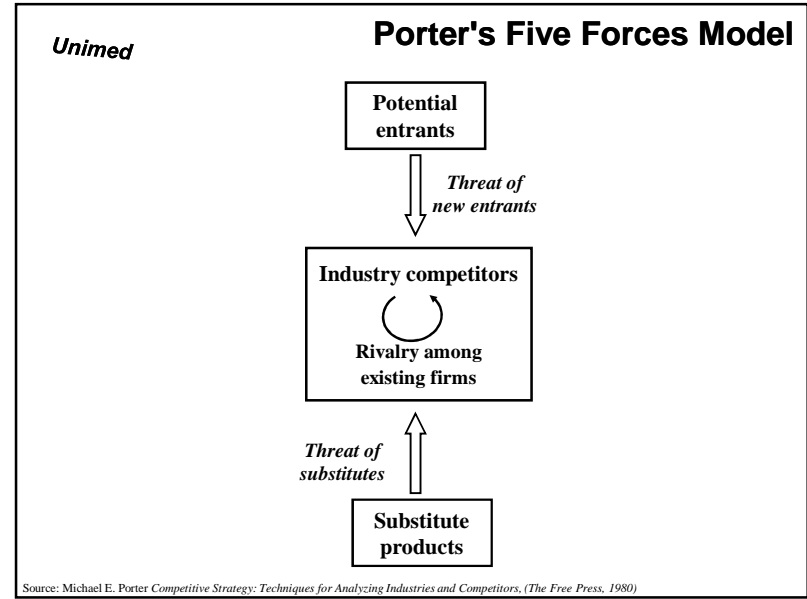 Unimed
Porter's Five Forces Model
Potential
entrants
Threat of
new entrants
Industry competitors
Rivalry among
existing firms
Threat of
substitutes
Substitute
products
Source: Michael E. Porter Competitive Strategy: Techniques for Analyzing Industries and Competitors, (The Free Press, 1980)